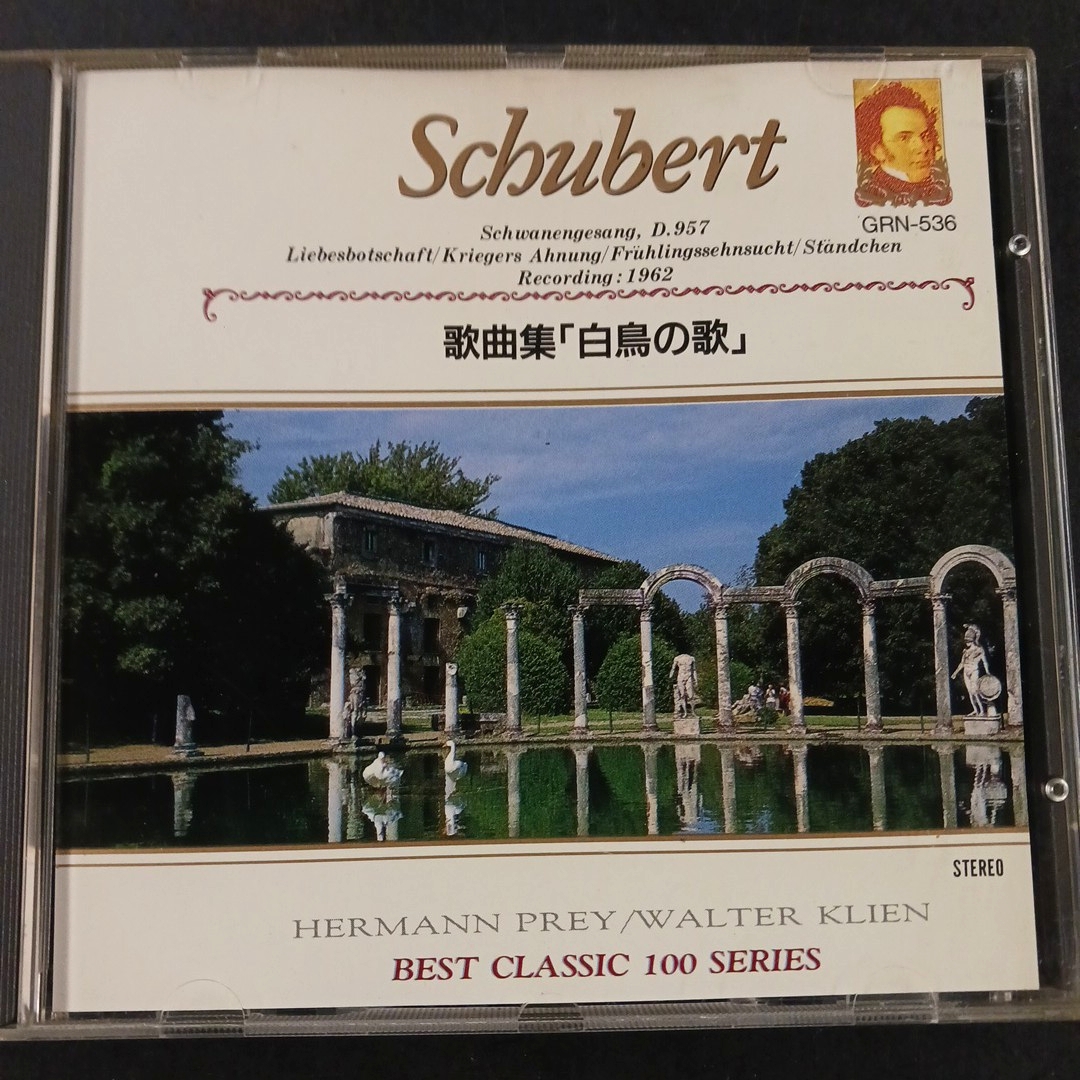 Schubert
GRN-536
Schwanengesang, D.957
Liebesbotschaft/Kriegers Ahnung/Frühlingssehnsucht/Ständchen
Recording:1962
歌曲集「白鳥の歌」
STEREO
HERMANN PREY/WALTER KLIEN
BEST CLASSIC 100 SERIES